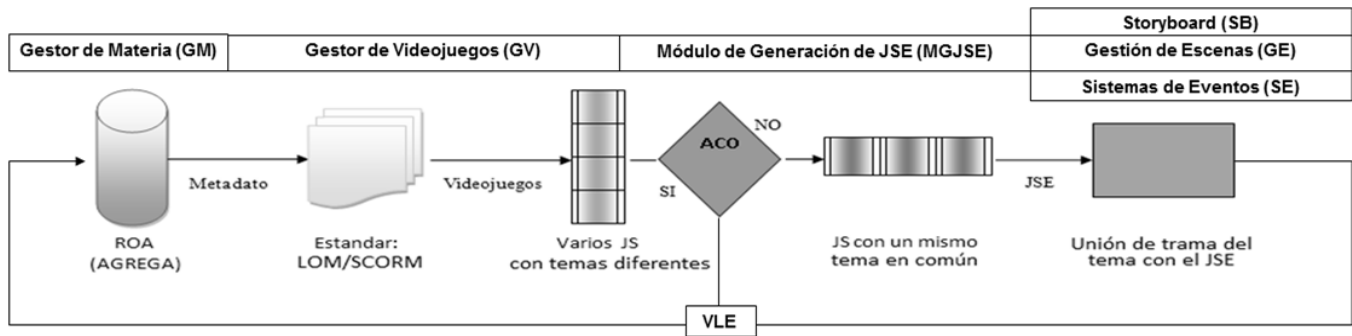 Storyboard (SB)
Gestor de Materia (GM)
Gestor de Videojuegos (GV)
Módulo de Generación de JSE (MGJSE)
Gestión de Escenas (GE)
Sistemas de Eventos (SE)
NO
ACO
SI
Metadato
Videojuegos
JSE
ROA
(AGREGA)
Estandar:
LOM/SCORM
Varios JS
con temas diferentes
JS con un mismo
tema en común
Unión de trama del
tema con el JSE
VLE